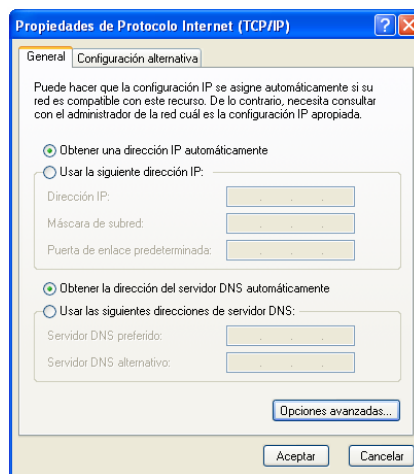 Propiedades de Protocolo Internet (TCP/IP)
General
Configuración alternativa
Puede hacer que la configuración IP se asigne automáticamente si su
red es compatible con este recurso. De lo contrario, necesita consultar
con el administrador de la red cuál es la configuración IP apropiada.
Obtener una dirección IP automáticamente
Usar la siguiente dirección IP:
Dirección IP:
Máscara de subred:
Puerta de enlace predeterminada:
Obtener la dirección del servidor DNS automáticamente
Usar las siguientes direcciones de servidor DNS:
Servidor DNS preferido:
Servidor DNS alternativo:
Opciones avanzadas...
Aceptar
Cancelar